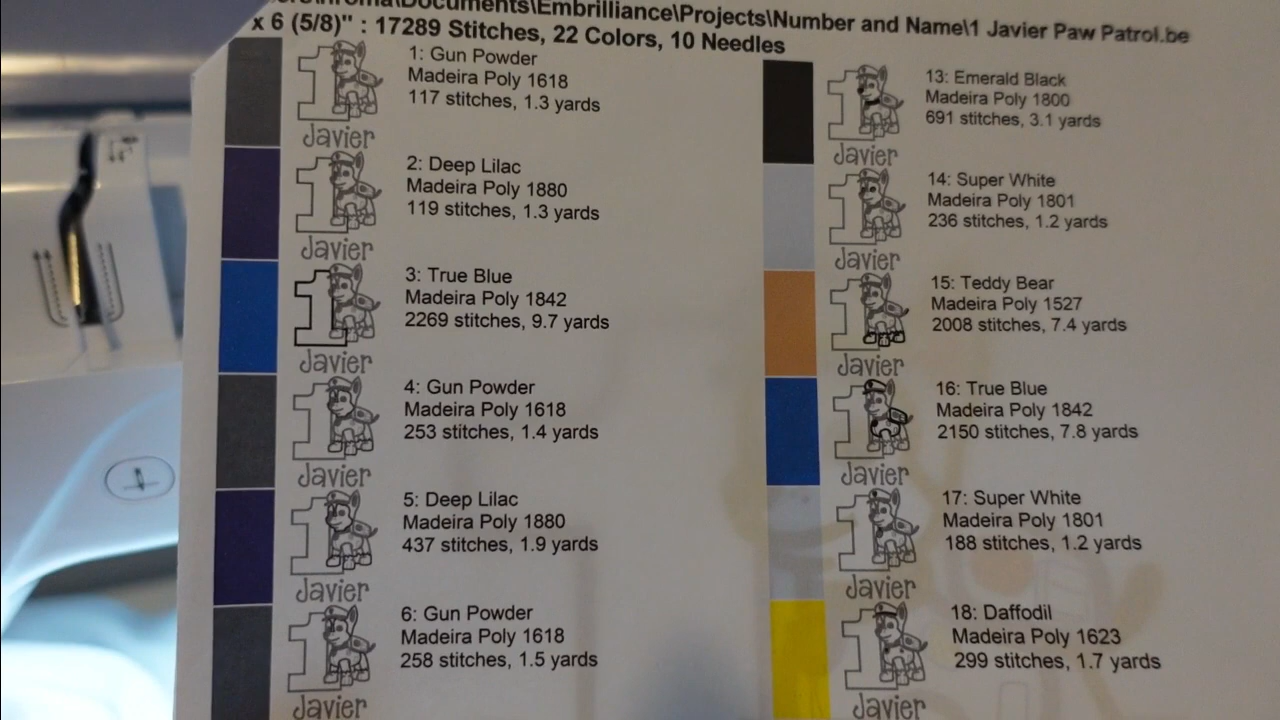 Documents\Embrilliance\Projects\Number and Name\1 Javier Paw Patrol.be
x 6 (5/8)" : 17289 Stitches, 22 Colors, 10 Needles
1: Gun Powder
Madeira Poly 1618
117 stitches, 1.3 yards
1
Javier
2: Deep Lilac
Madeira Poly 1880
119 stitches, 1.3 yards
1
Javier
3: True Blue
Madeira Poly 1842
2269 stitches, 9.7 yards
1
Javier
4: Gun Powder
Madeira Poly 1618
253 stitches, 1.4 yards
1
Javier
5: Deep Lilac
Madeira Poly 1880
437 stitches, 1.9 yards
1
Javier
6: Gun Powder
Madeira Poly 1618
258 stitches, 1.5 yards
1
Javier
13: Emerald Black
Madeira Poly 1800
691 stitches, 3.1 yards
1
Javier
14: Super White
Madeira Poly 1801
236 stitches, 1.2 yards
1
Javier
15: Teddy Bear
Madeira Poly 1527
2008 stitches, 7.4 yards
1
Javier
16: True Blue
Madeira Poly 1842
2150 stitches, 7.8 yards
1
Javier
17: Super White
Madeira Poly 1801
188 stitches, 1.2 yards
1
Javier
18: Daffodil
Madeira Poly 1623
299 stitches, 1.7 yards
1
Javier